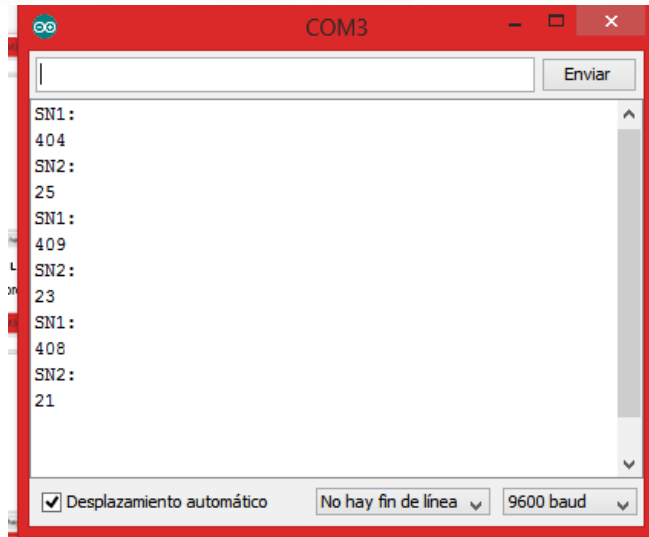 COM3
Enviar
SN1:
404
SN2:
25
SN1:
409
SN2:
23
SN1:
408
SN2:
21
Desplazamiento automático No hay fin de línea 9600 baud